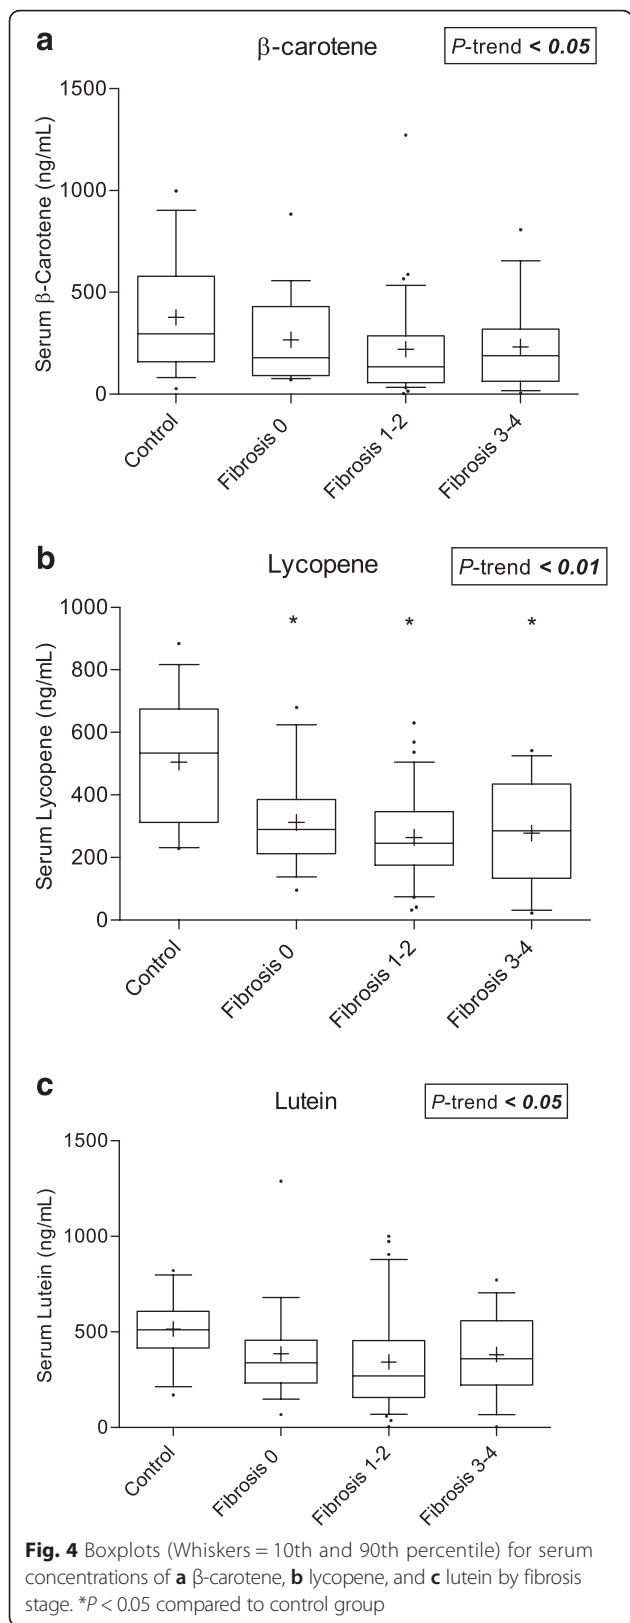 a
β-carotene
P-trend < 0.05
Serum β-Carotene (ng/mL)
1500
1000
500
0
Control
Fibrosis 0
Fibrosis 1-2
Fibrosis 3-4
b
Lycopene
P-trend < 0.01
Serum Lycopene (ng/mL)
1000
800
600
400
200
0
* * *
Control
Fibrosis 0
Fibrosis 1-2
Fibrosis 3-4
c
Lutein
P-trend < 0.05
Serum Lutein (ng/mL)
1500
1000
500
0
Control
Fibrosis 0
Fibrosis 1-2
Fibrosis 3-4
Fig. 4 Boxplots (Whiskers = 10th and 90th percentile) for serum
concentrations of a β-carotene, b lycopene, and c lutein by fibrosis
stage. *P < 0.05 compared to control group